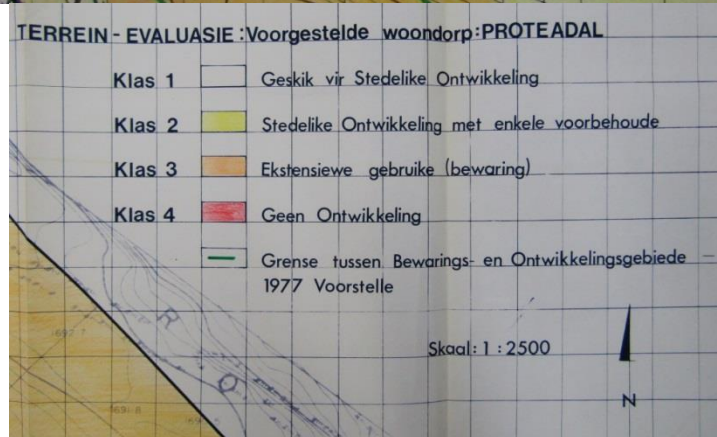 TERREIN - EVALUASIE : Voorgestelde woondorp: PROTEADAL
Klas 1 Geskik vir Stedelike Ontwikkeling
Klas 2 Stedelike Ontwikkeling met enkele voorbehoude
Klas 3 Ekstensiewe gebruike (bewaring)
Klas 4 Geen Ontwikkeling
Grense tussen Bewarings- en Ontwikkelingsgebiede -
1977 Voorstelle
R
Skaal: 1 : 2500
O
N